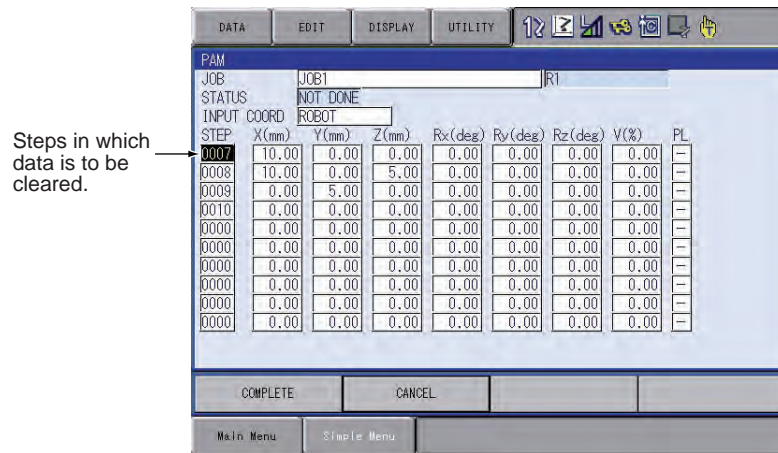 DATA EDIT DISPLAY UTILITY
PAM
JOB JOB1 R1
STATUS NOT DONE
INPUT COORD ROBOT
STEP X(mm) Y(mm) Z(mm) Rx(deg) Ry(deg) Rz(deg) V(%) PL
Steps in which
data is to be
cleared.
0007 10.00 0.00 0.00 0.00 0.00 0.00 0.00 —
0008 10.00 0.00 5.00 0.00 0.00 0.00 0.00 —
0009 0.00 5.00 0.00 0.00 0.00 0.00 0.00 —
0010 0.00 0.00 0.00 0.00 0.00 0.00 0.00 —
0000 0.00 0.00 0.00 0.00 0.00 0.00 0.00 —
0000 0.00 0.00 0.00 0.00 0.00 0.00 0.00 —
0000 0.00 0.00 0.00 0.00 0.00 0.00 0.00 —
0000 0.00 0.00 0.00 0.00 0.00 0.00 0.00 —
0000 0.00 0.00 0.00 0.00 0.00 0.00 0.00 —
0000 0.00 0.00 0.00 0.00 0.00 0.00 0.00 —
COMPLETE CANCEL
Main Menu Simple Menu